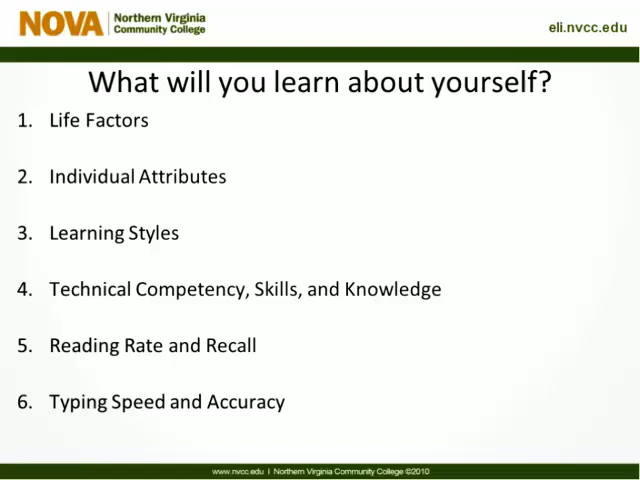 NOVA
Northern Virginia
Community College
eli.nvcc.edu
What will you learn about yourself?
1. Life Factors
2. Individual Attributes
3. Learning Styles
4. Technical Competency, Skills, and Knowledge
5. Reading Rate and Recall
6. Typing Speed and Accuracy
www.nvcc.edu I Northern Virginia Community College ©2010